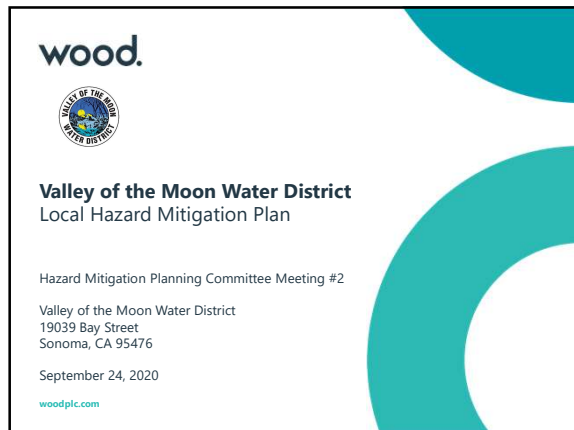 wood.
VALLEY OF THE MOON
WATER DISTRICT
Valley of the Moon Water District
Local Hazard Mitigation Plan
Hazard Mitigation Planning Committee Meeting #2
Valley of the Moon Water District
19039 Bay Street
Sonoma, CA 95476
September 24, 2020
woodplc.com